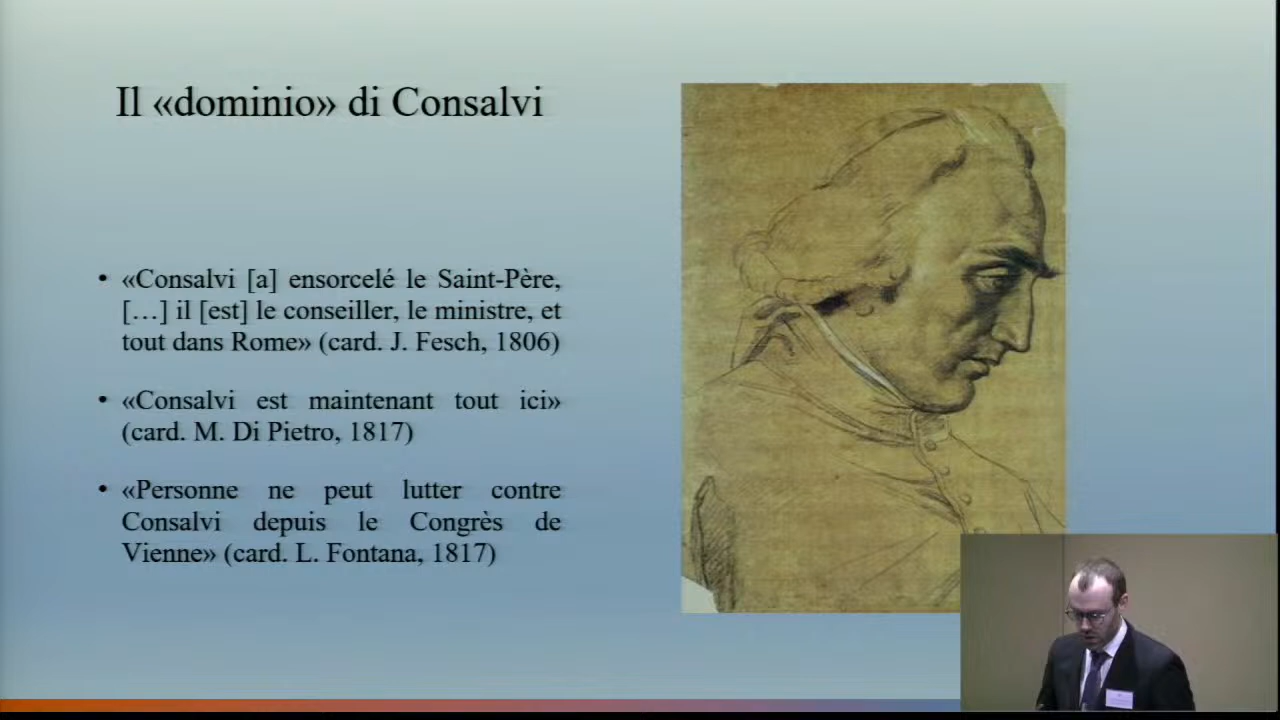 Il «dominio» di Consalvi
• «Consalvi [a] ensorcelé le Saint-Père,
[…] il [est] le conseiller, le ministre, et
tout dans Rome» (card. J. Fesch, 1806)
• «Consalvi est maintenant tout ici»
(card. M. Di Pietro, 1817)
• «Personne ne peut lutter contre
Consalvi depuis le Congrès de
Vienne» (card. L. Fontana, 1817)